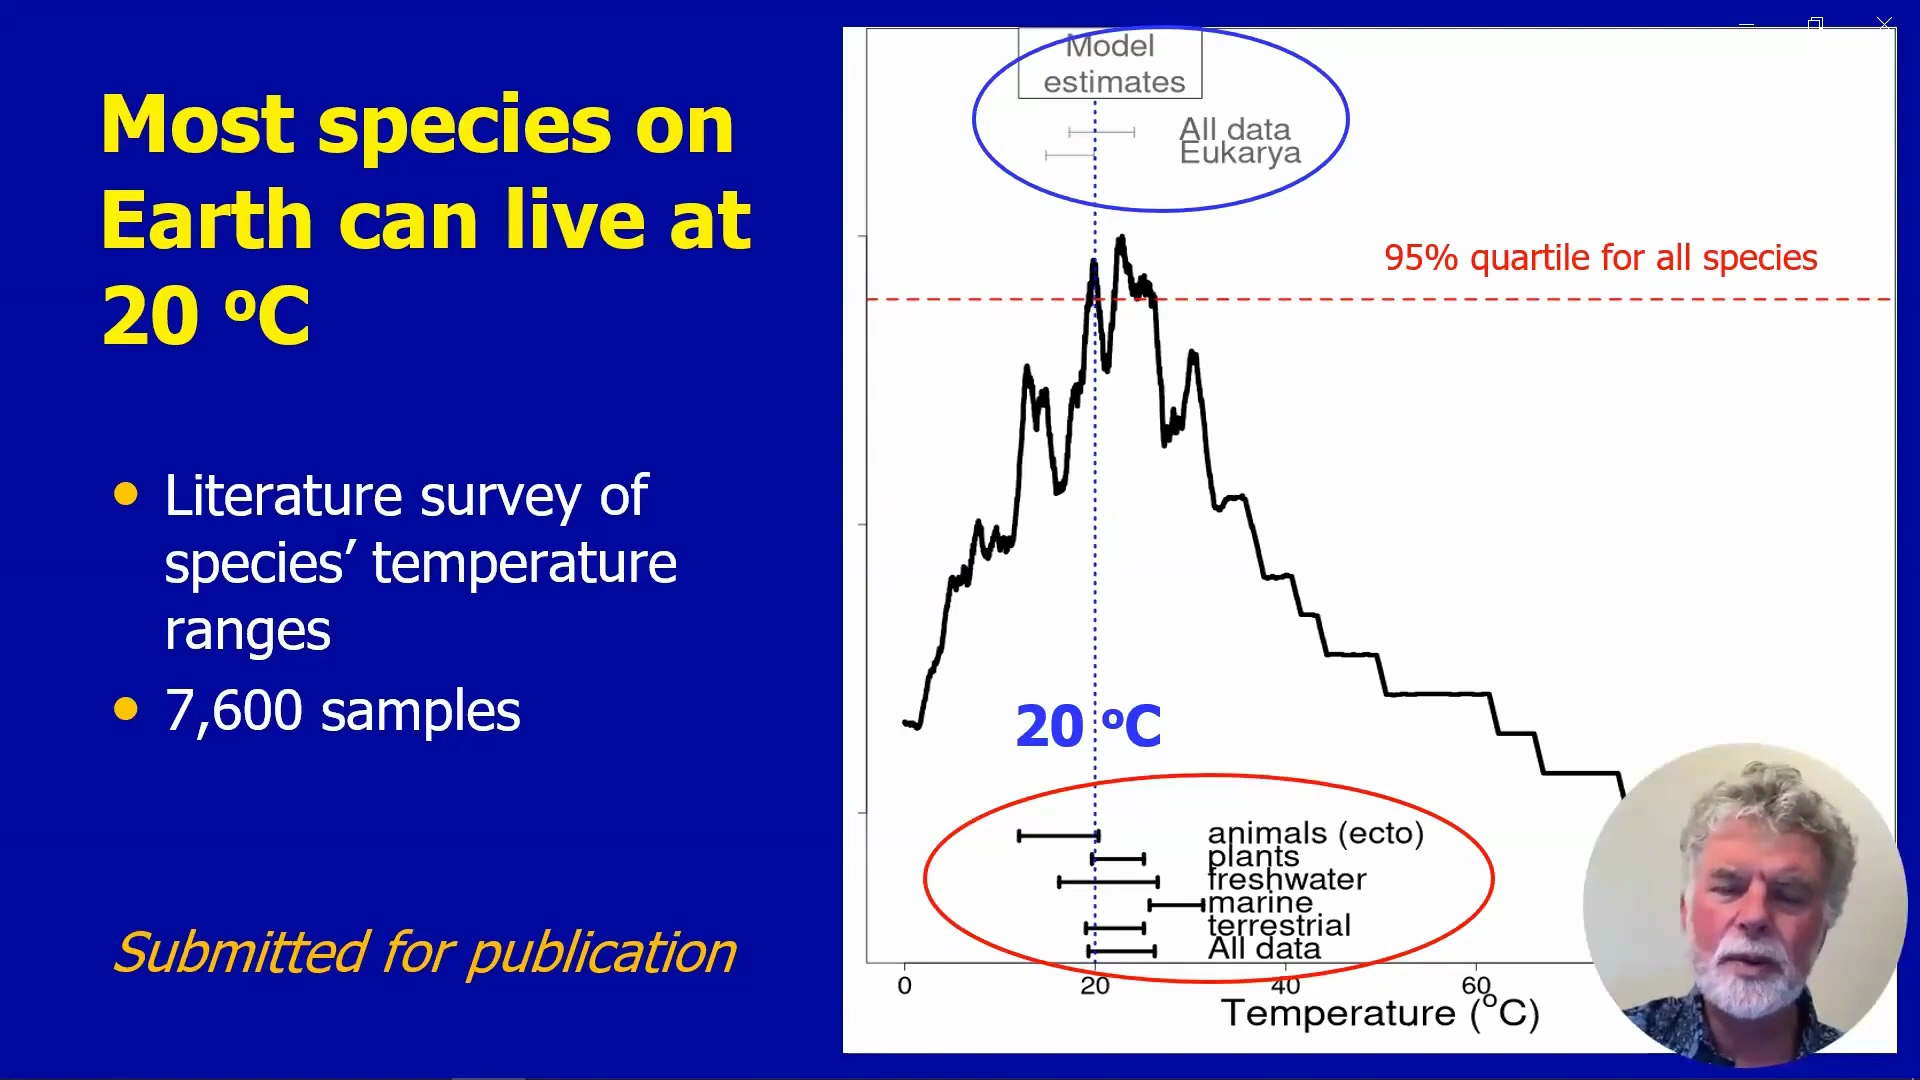 Most species on
Earth can live at
20 ºC
• Literature survey of
species’ temperature
ranges
• 7,600 samples
Submitted for publication
Model
estimates
All data
Eukarya
95% quartile for all species
20 ºC
animals (ecto)
plants
freshwater
marine
terrestrial
All data
0 20 40 60
Temperature (ºC)